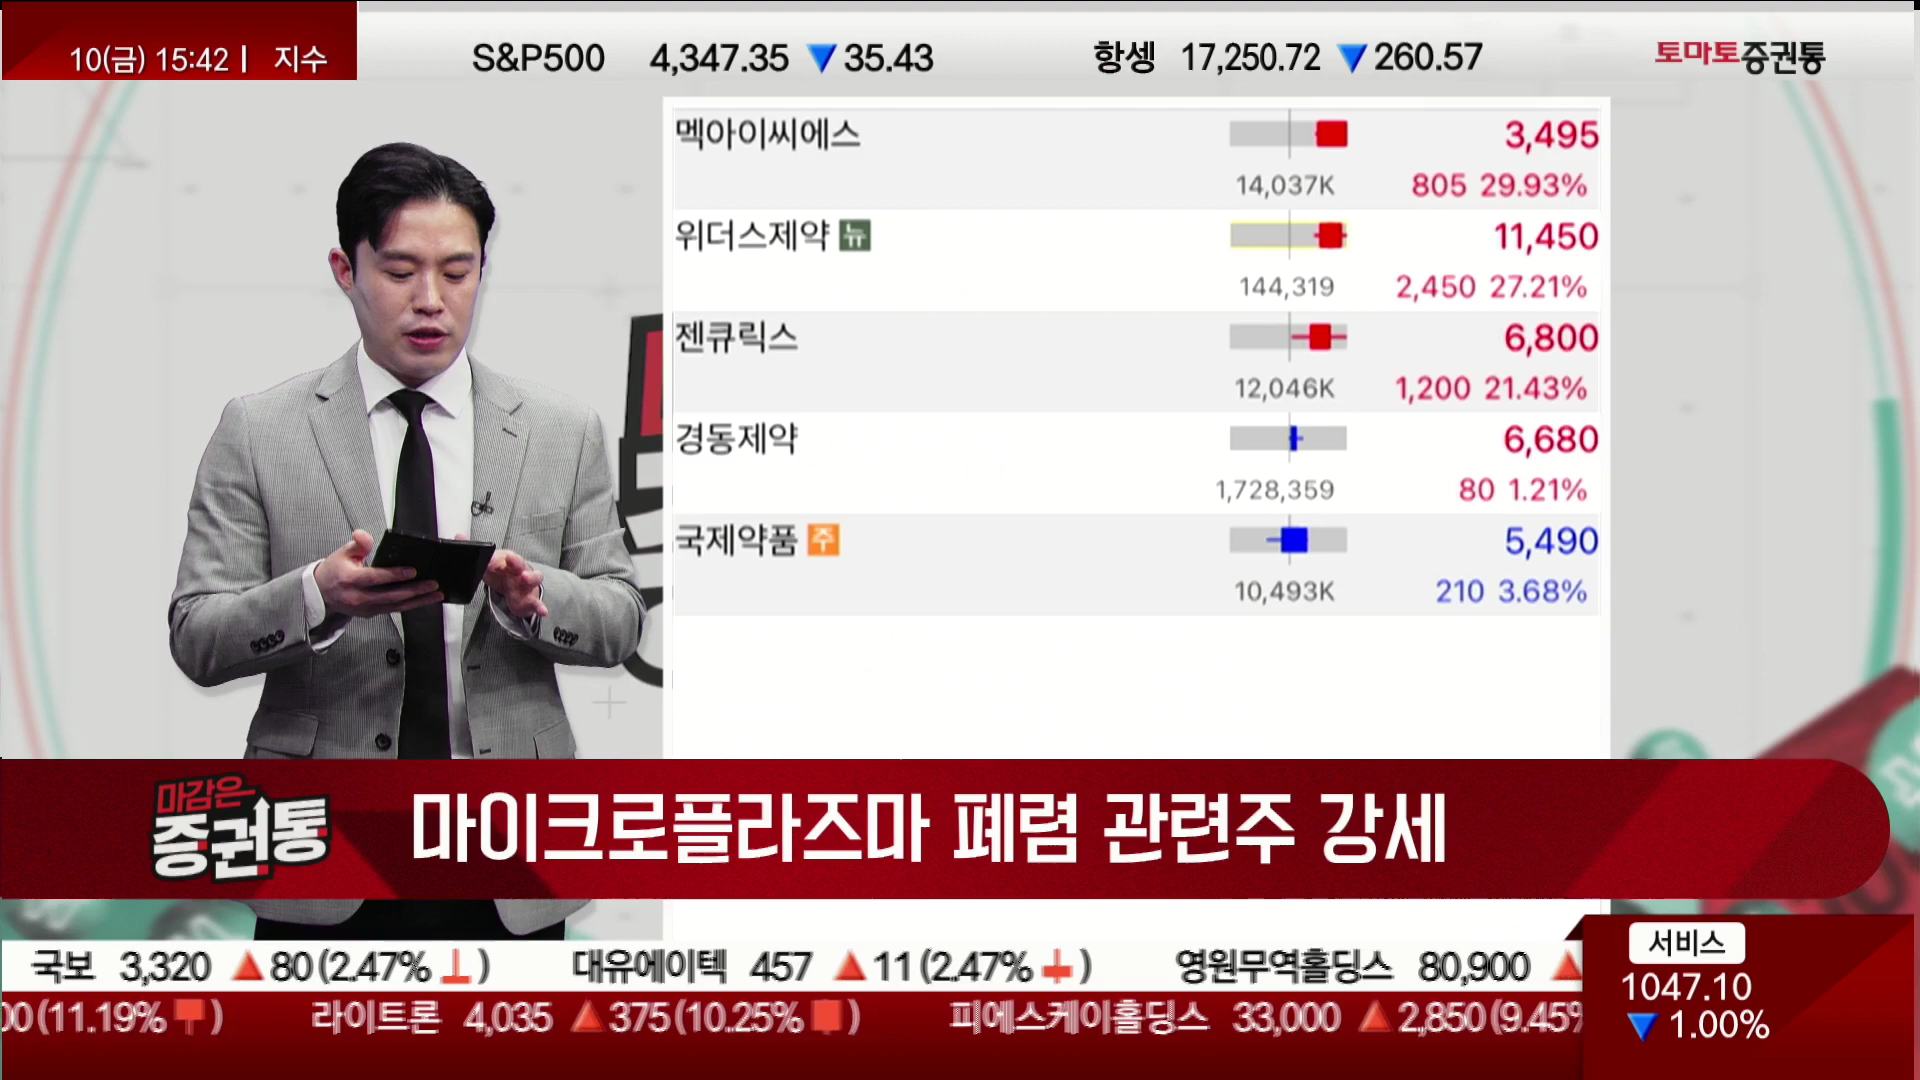 10(금) 15:42 | 지수
S&P500 4,347.35 ▼35.43
항셍 17,250.72 ▼260.57
토마토증권통
멕아이씨에스 3,495
14,037K 805 29.93%
위더스제약 뉴 11,450
144,319 2,450 27.21%
젠큐릭스 6,800
12,046K 1,200 21.43%
경동제약 6,680
1,728,359 80 1.21%
국제약품 주 5,490
10,493K 210 3.68%
마감은
증권통
마이크로플라즈마 폐렴 관련주 강세
국보 3,320 ▲80(2.47% ) 대유에이텍 457 ▲11(2.47% ) 영원무역홀딩스 80,900 ▲
00(11.19% ) 라이트론 4,035 ▲375(10.25% ) 피에스케이홀딩스 33,000 ▲2,850(9.45%
서비스
1047.10
▼1.00%